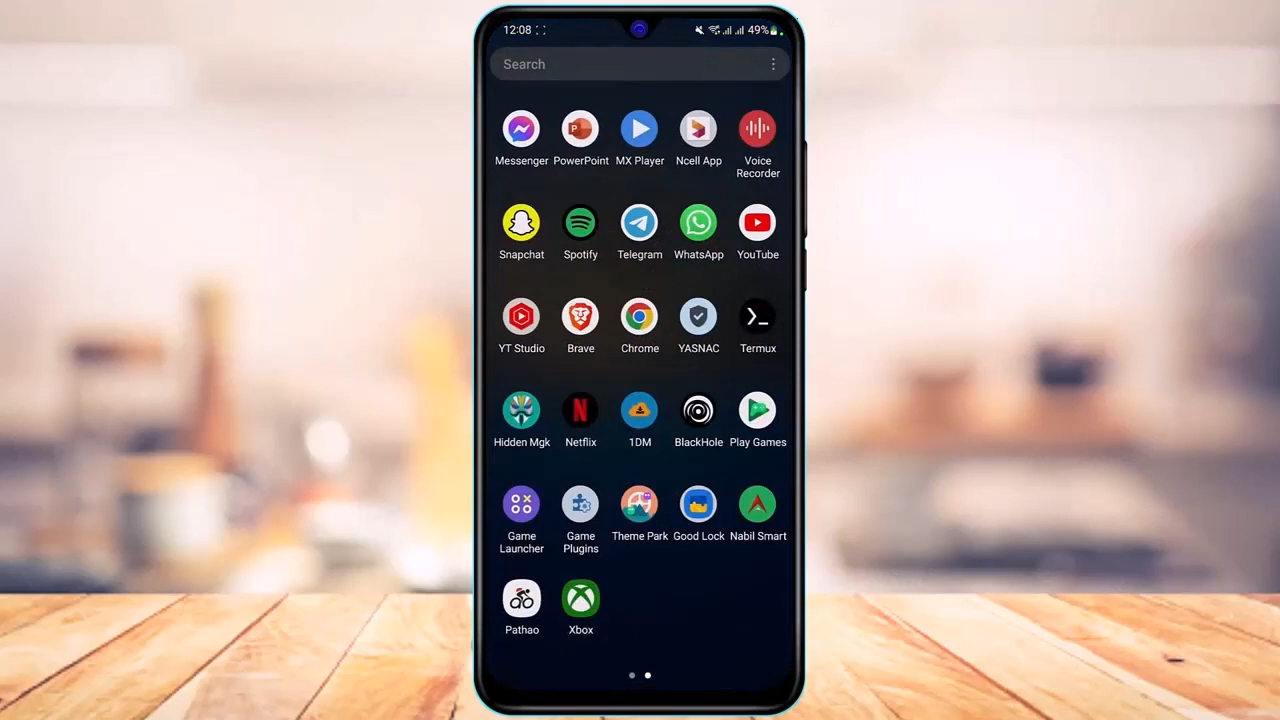 12:08
49%
Search
Messenger PowerPoint MX Player Ncell App Voice
Recorder
Snapchat Spotify Telegram WhatsApp YouTube
YT Studio Brave Chrome YASNAC Termux
Hidden Mgk Netflix 1DM BlackHole Play Games
Game Game Theme Park Good Lock Nabil Smart
Launcher Plugins
Pathao Xbox